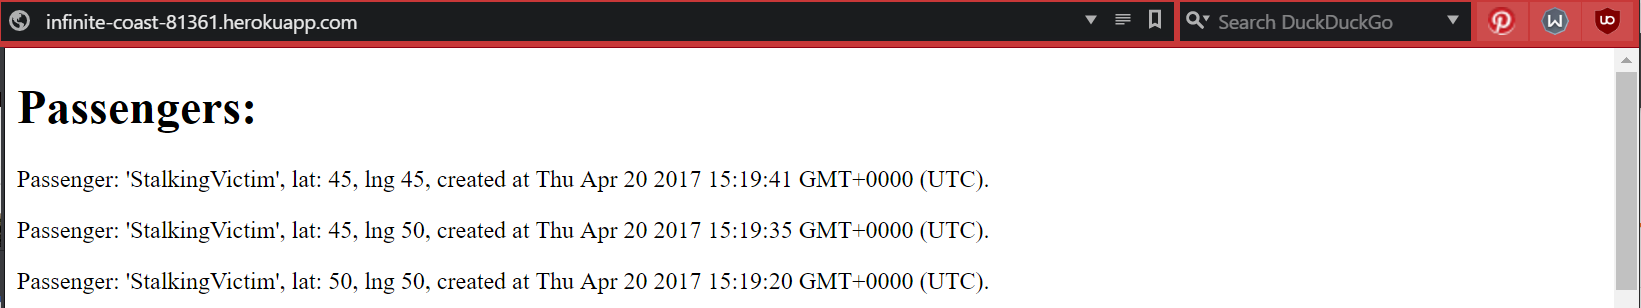 infinite-coast-81361.herokuapp.com Search DuckDuckGo
Passengers:
Passenger: 'StalkingVictim', lat: 45, lng 45, created at Thu Apr 20 2017 15:19:41 GMT+0000 (UTC).
Passenger: 'StalkingVictim', lat: 45, lng 50, created at Thu Apr 20 2017 15:19:35 GMT+0000 (UTC).
Passenger: 'StalkingVictim', lat: 50, lng 50, created at Thu Apr 20 2017 15:19:20 GMT+0000 (UTC).